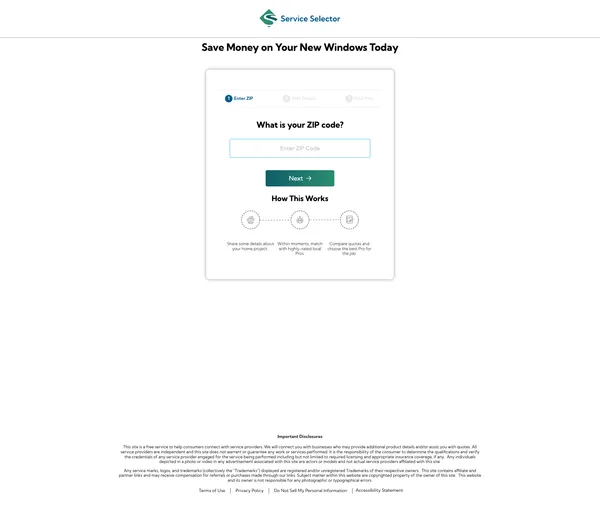 Service Selector
Save Money on Your New Windows Today
1 Enter ZIP
What is your ZIP code?
Enter ZIP Code
Next →
How This Works
Share some details about
your home project
Within moments, match
with highly-rated local
Pros
Compare quotes and
choose the best Pro for
the job
Important Disclosures
This site is a free service to help consumers connect with service providers. We will connect you with businesses who may provide additional product details and/or assist you with quotes. All
service providers are independent and this site does not warrant or guarantee any work or services performed. It is the responsibility of the consumer to determine the qualifications and verify
the credentials of any service provider engaged for the service being performed including but not limited to required licensing and appropriate insurance coverage, if any. Any individuals
depicted in a photo or video in any advertisement associated with this site are actors or models and not actual service providers affiliated with this site
Any service marks, logos, and trademarks (collectively the "Trademarks") displayed are registered and/or unregistered Trademarks of their respective owners. This site contains affiliate and
partner links and may receive compensation for referrals or purchases made through our links. Subject matter within this website are copyrighted property of the owner of this site. This website
and its owner is not responsible for any photographic or typographical errors.
Terms of Use | Privacy Policy | Do Not Sell My Personal Information | Accessibility Statement